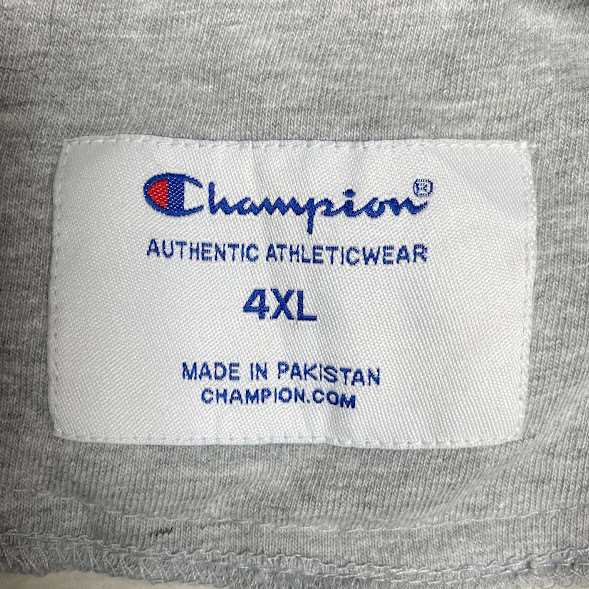 Champion®
AUTHENTIC ATHLETICWEAR
4XL
MADE IN PAKISTAN
CHAMPION.COM